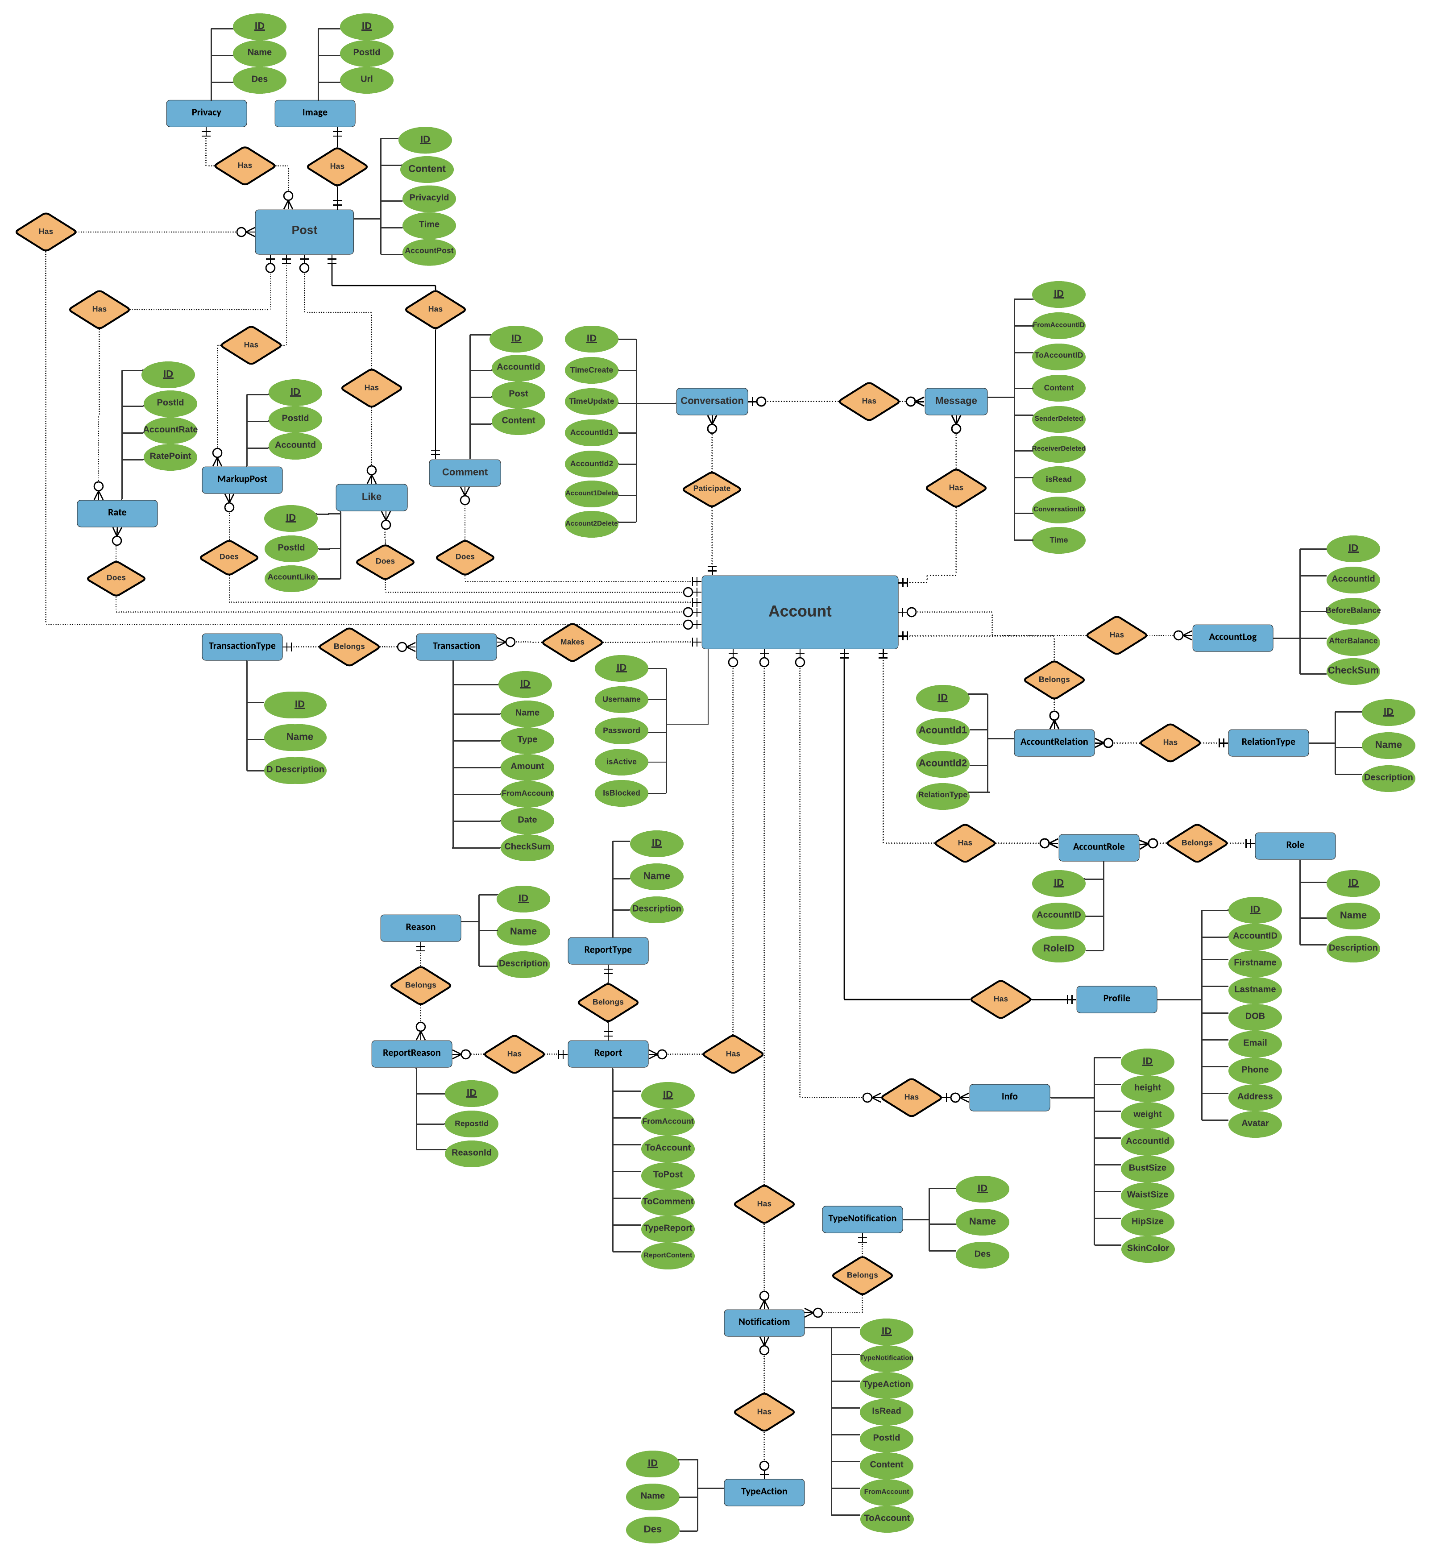 ID
Name
Des
Privacy
ID
PostId
Url
Image
Has
Has
ID
Content
PrivacyId
Time
AccountPost
Post
Has
Has
Has
Has
Has
ID
PostId
AccountRate
RatePoint
Rate
ID
PostId
Accountd
MarkupPost
ID
PostId
AccountLike
Like
ID
AccountId
Post
Content
Comment
Does
Does
Does
Does
ID
TimeCreate
TimeUpdate
AccountId1
AccountId2
Account1Delete
Account2Delete
Conversation
Has
Message
ID
FromAccountID
ToAccountID
Content
SenderDeleted
ReceiverDeleted
isRead
ConversationID
Time
Paticipate
Has
Account
ID
Username
Password
isActive
IsBlocked
TransactionType
Belongs
Transaction
Makes
ID
Name
D Description
ID
Name
Type
Amount
FromAccount
Date
CheckSum
Has
AccountLog
ID
AccountId
BeforeBalance
AfterBalance
CheckSum
Belongs
ID
AcountId1
AcountId2
RelationType
AccountRelation
Has
RelationType
ID
Name
Description
Has
AccountRole
Belongs
Role
ID
AccountID
RoleID
ID
Name
Description
Has
Profile
ID
AccountID
Firstname
Lastname
DOB
Email
Phone
Address
Avatar
Has
Info
ID
height
weight
AccountId
BustSize
WaistSize
HipSize
SkinColor
ID
Name
Description
ReportType
Belongs
Reason
ID
Name
Description
Belongs
ReportReason
Has
Report
Has
ID
RepostId
ReasonId
ID
FromAccount
ToAccount
ToPost
ToComment
TypeReport
ReportContent
Has
TypeNotification
ID
Name
Des
Belongs
Notificatiom
ID
TypeNotification
TypeAction
IsRead
PostId
Content
FromAccount
ToAccount
Has
TypeAction
ID
Name
Des